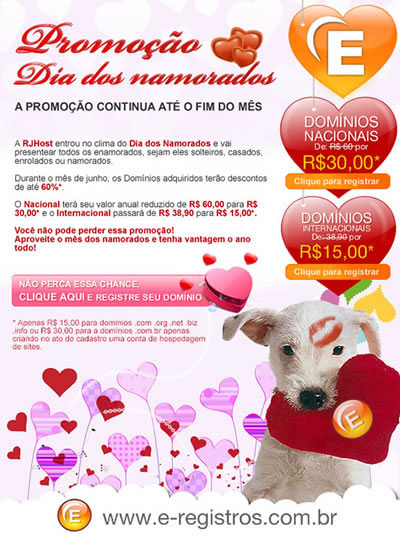 Promoção
Dia dos namorados
A PROMOÇÃO CONTINUA ATÉ O FIM DO MÊS
E
DOMÍNIOS
NACIONAIS
De: R$ 60 por
R$30,00*
Clique para registrar
A RJHost entrou no clima do Dia dos Namorados e vai
presentear todos os enamorados, sejam eles solteiros, casados,
enrolados ou namorados.
Durante o mês de junho, os Domínios adquiridos terão descontos
de até 60%*.
O Nacional terá seu valor anual reduzido de R$ 60,00 para R$
30,00* e o Internacional passará de R$ 38,90 para R$ 15,00*.
Você não pode perder essa promoção!
Aproveite o mês dos namorados e tenha vantagem o ano
todo!
DOMÍNIOS
INTERNACIONAIS
De: 38,90 por
R$15,00*
Clique para registrar
NÃO PERCA ESSA CHANCE,
CLIQUE AQUI E REGISTRE SEU DOMÍNIO
* Apenas R$ 15,00 para domínios .com .org .net .biz
.info ou R$ 30,00 para a domínios .com.br apenas
criando no ato do cadastro uma conta de hospedagem
de sites.
E
E
www.e-registros.com.br